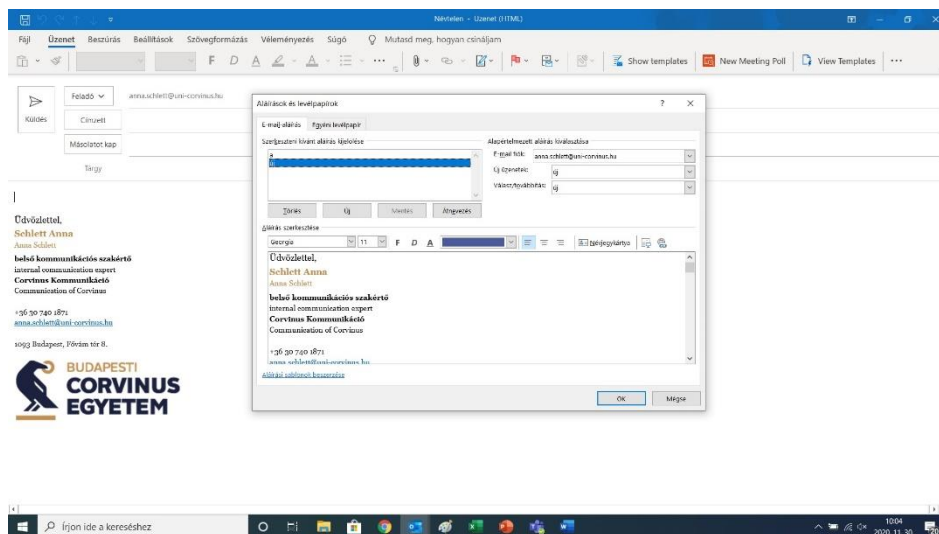 Névtelen - Üzenet (HTML)
Fájl Üzenet Beszúrás Beállítások Szövegformázás Véleményezés Súgó Mutasd meg, hogyan csináljam
F D A A Show templates New Meeting Poll View Templates
Küldés
Feladó anna.schlett@uni-corvinus.hu
Címzett
Másolatot kap
Tárgy
Üdvözlettel,
Schlett Anna
Anna Schlett
belső kommunikációs szakértő
internal communication expert
Corvinus Kommunikáció
Communication of Corvinus
+36 30 740 1871
anna.schlett@uni-corvinus.hu
1093 Budapest, Fővám tér 8.
BUDAPESTI
CORVINUS
EGYETEM
Aláírások és levélpapírok
E-mail aláírás Egyéni levélpapír
Szerkeszteni kívánt aláírás kijelölése
új
Törlés Új Mentés Átnevezés
Alapértelmezett aláírás kiválasztása
E-mail fiók: anna.schlett@uni-corvinus.hu
Új üzenetek: új
Válasz/továbbítás: új
Aláírás szerkesztése
Georgia 11 F D A Névjegykártya
Üdvözlettel,
Schlett Anna
Anna Schlett
belső kommunikációs szakértő
internal communication expert
Corvinus Kommunikáció
Communication of Corvinus
+36 30 740 1871
anna.schlett@uni-corvinus.hu
Aláírási sablonok beszerzése
OK Mégse
Írjon ide a kereséshez
10:04
2020. 11. 30.